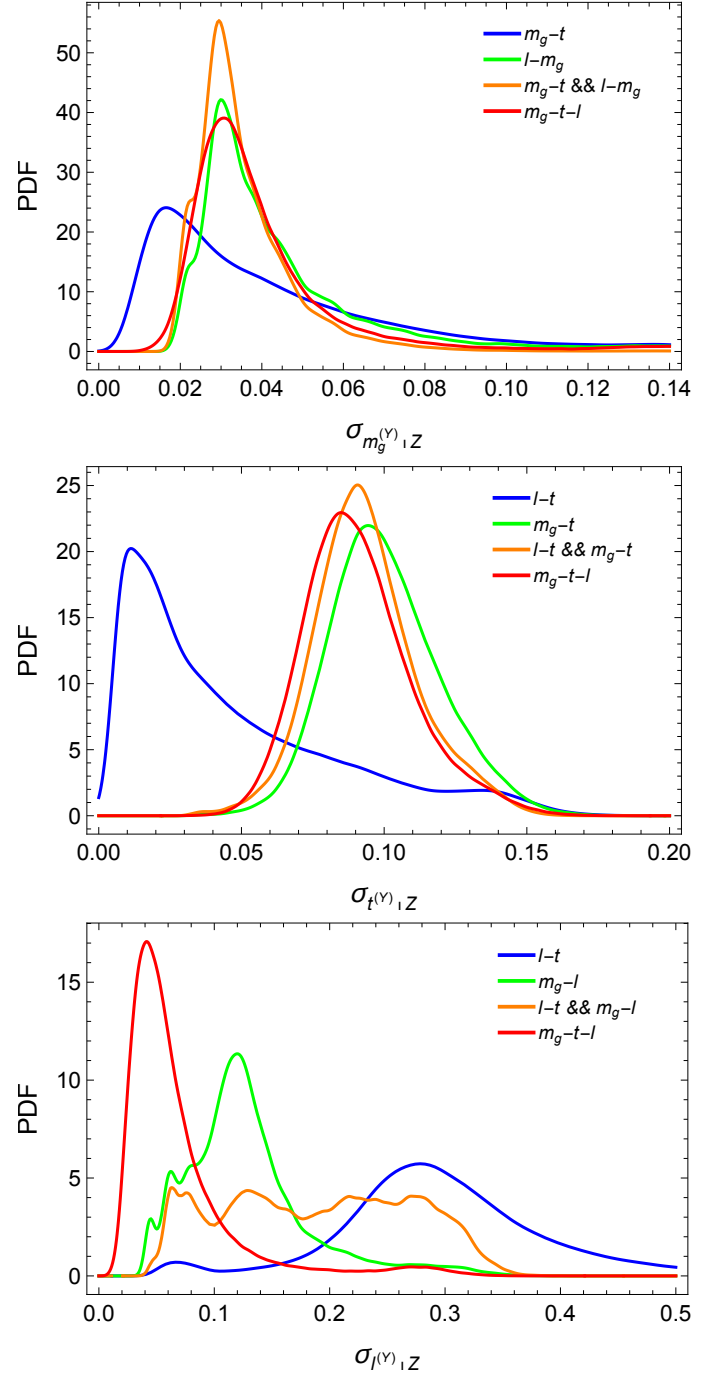 50
40
30
20
10
0
PDF
m_g−t
l−m_g
m_g−t && l−m_g
m_g−t−l
0.00 0.02 0.04 0.06 0.08 0.10 0.12 0.14
σ_{m_g^{(Y)} ı Z}
25
20
15
10
5
0
PDF
l−t
m_g−t
l−t && m_g−t
m_g−t−l
0.00 0.05 0.10 0.15 0.20
σ_{t^{(Y)} ı Z}
15
10
5
0
PDF
l−t
m_g−l
l−t && m_g−l
m_g−t−l
0.0 0.1 0.2 0.3 0.4 0.5
σ_{l^{(Y)} ı Z}